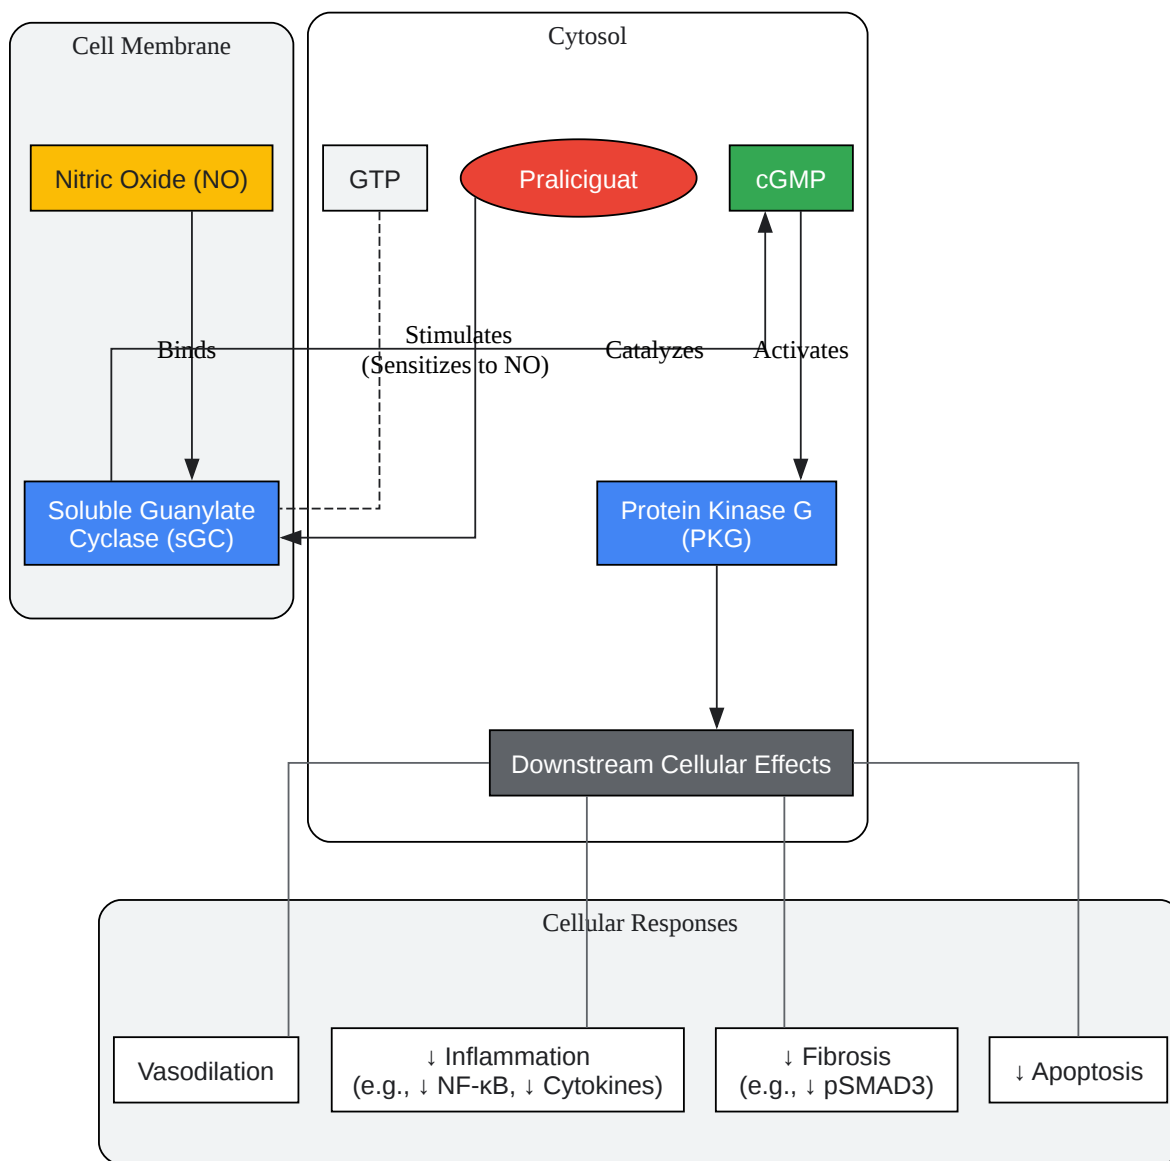 Cell Membrane
Cytosol
Nitric Oxide (NO)
GTP
Praliciguat
cGMP
Binds
Stimulates
(Sensitizes to NO)
Catalyzes
Activates
Soluble Guanylate
Cyclase (sGC)
Protein Kinase G
(PKG)
Downstream Cellular Effects
Cellular Responses
Vasodilation
↓ Inflammation
(e.g., ↓ NF-κB, ↓ Cytokines)
↓ Fibrosis
(e.g., ↓ pSMAD3)
↓ Apoptosis